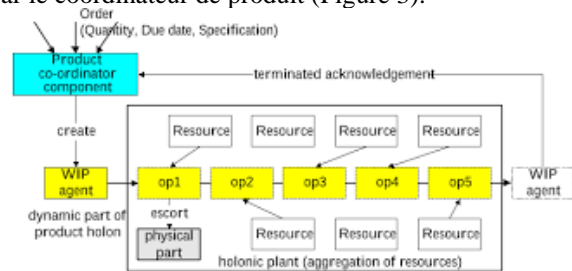 ar le coordinateur de produit (Figure 3).
Order
(Quantity, Due date, Specification)
Product
co-ordinator
component
terminated acknowledgement
create
Resource
Resource
Resource
Resource
WIP
agent
op1
op2
op3
op4
op5
WIP
agent
dynamic part of
product holon
escort
physical
part
Resource
Resource
Resource
holonic plant (aggregation of resources)